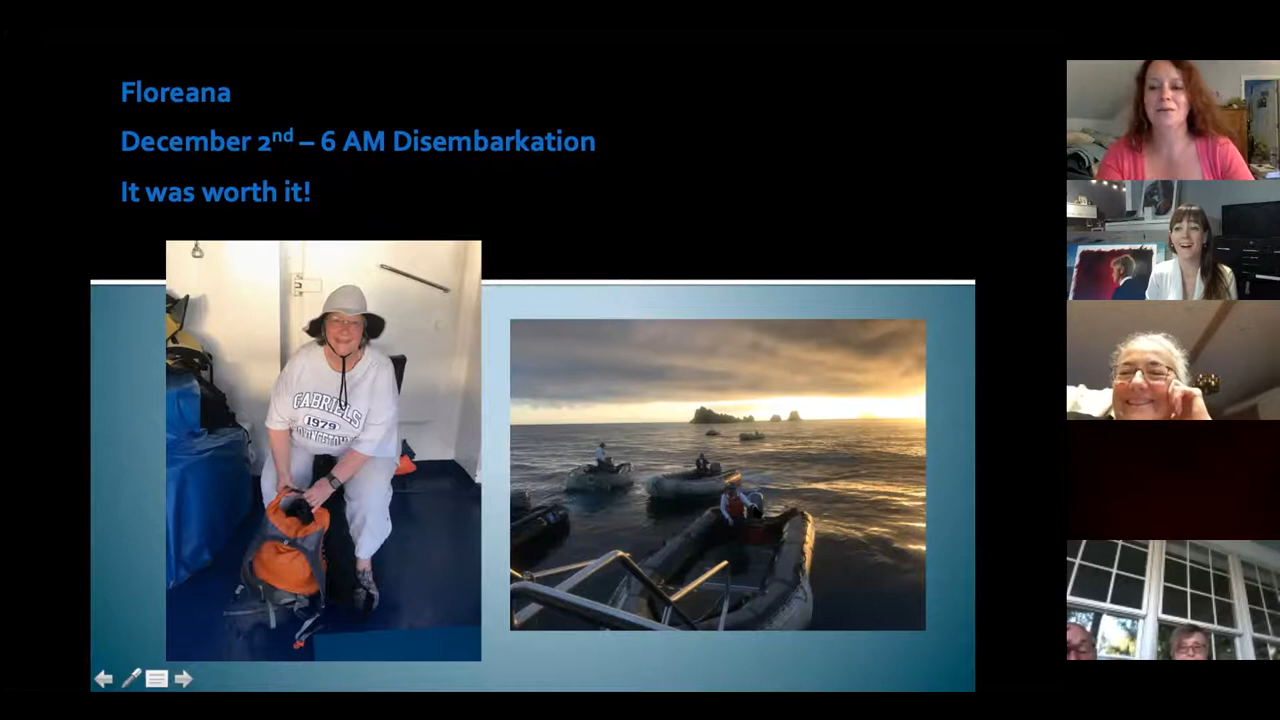 Floreana
December 2nd – 6 AM Disembarkation
It was worth it!
GABRIELS
1979